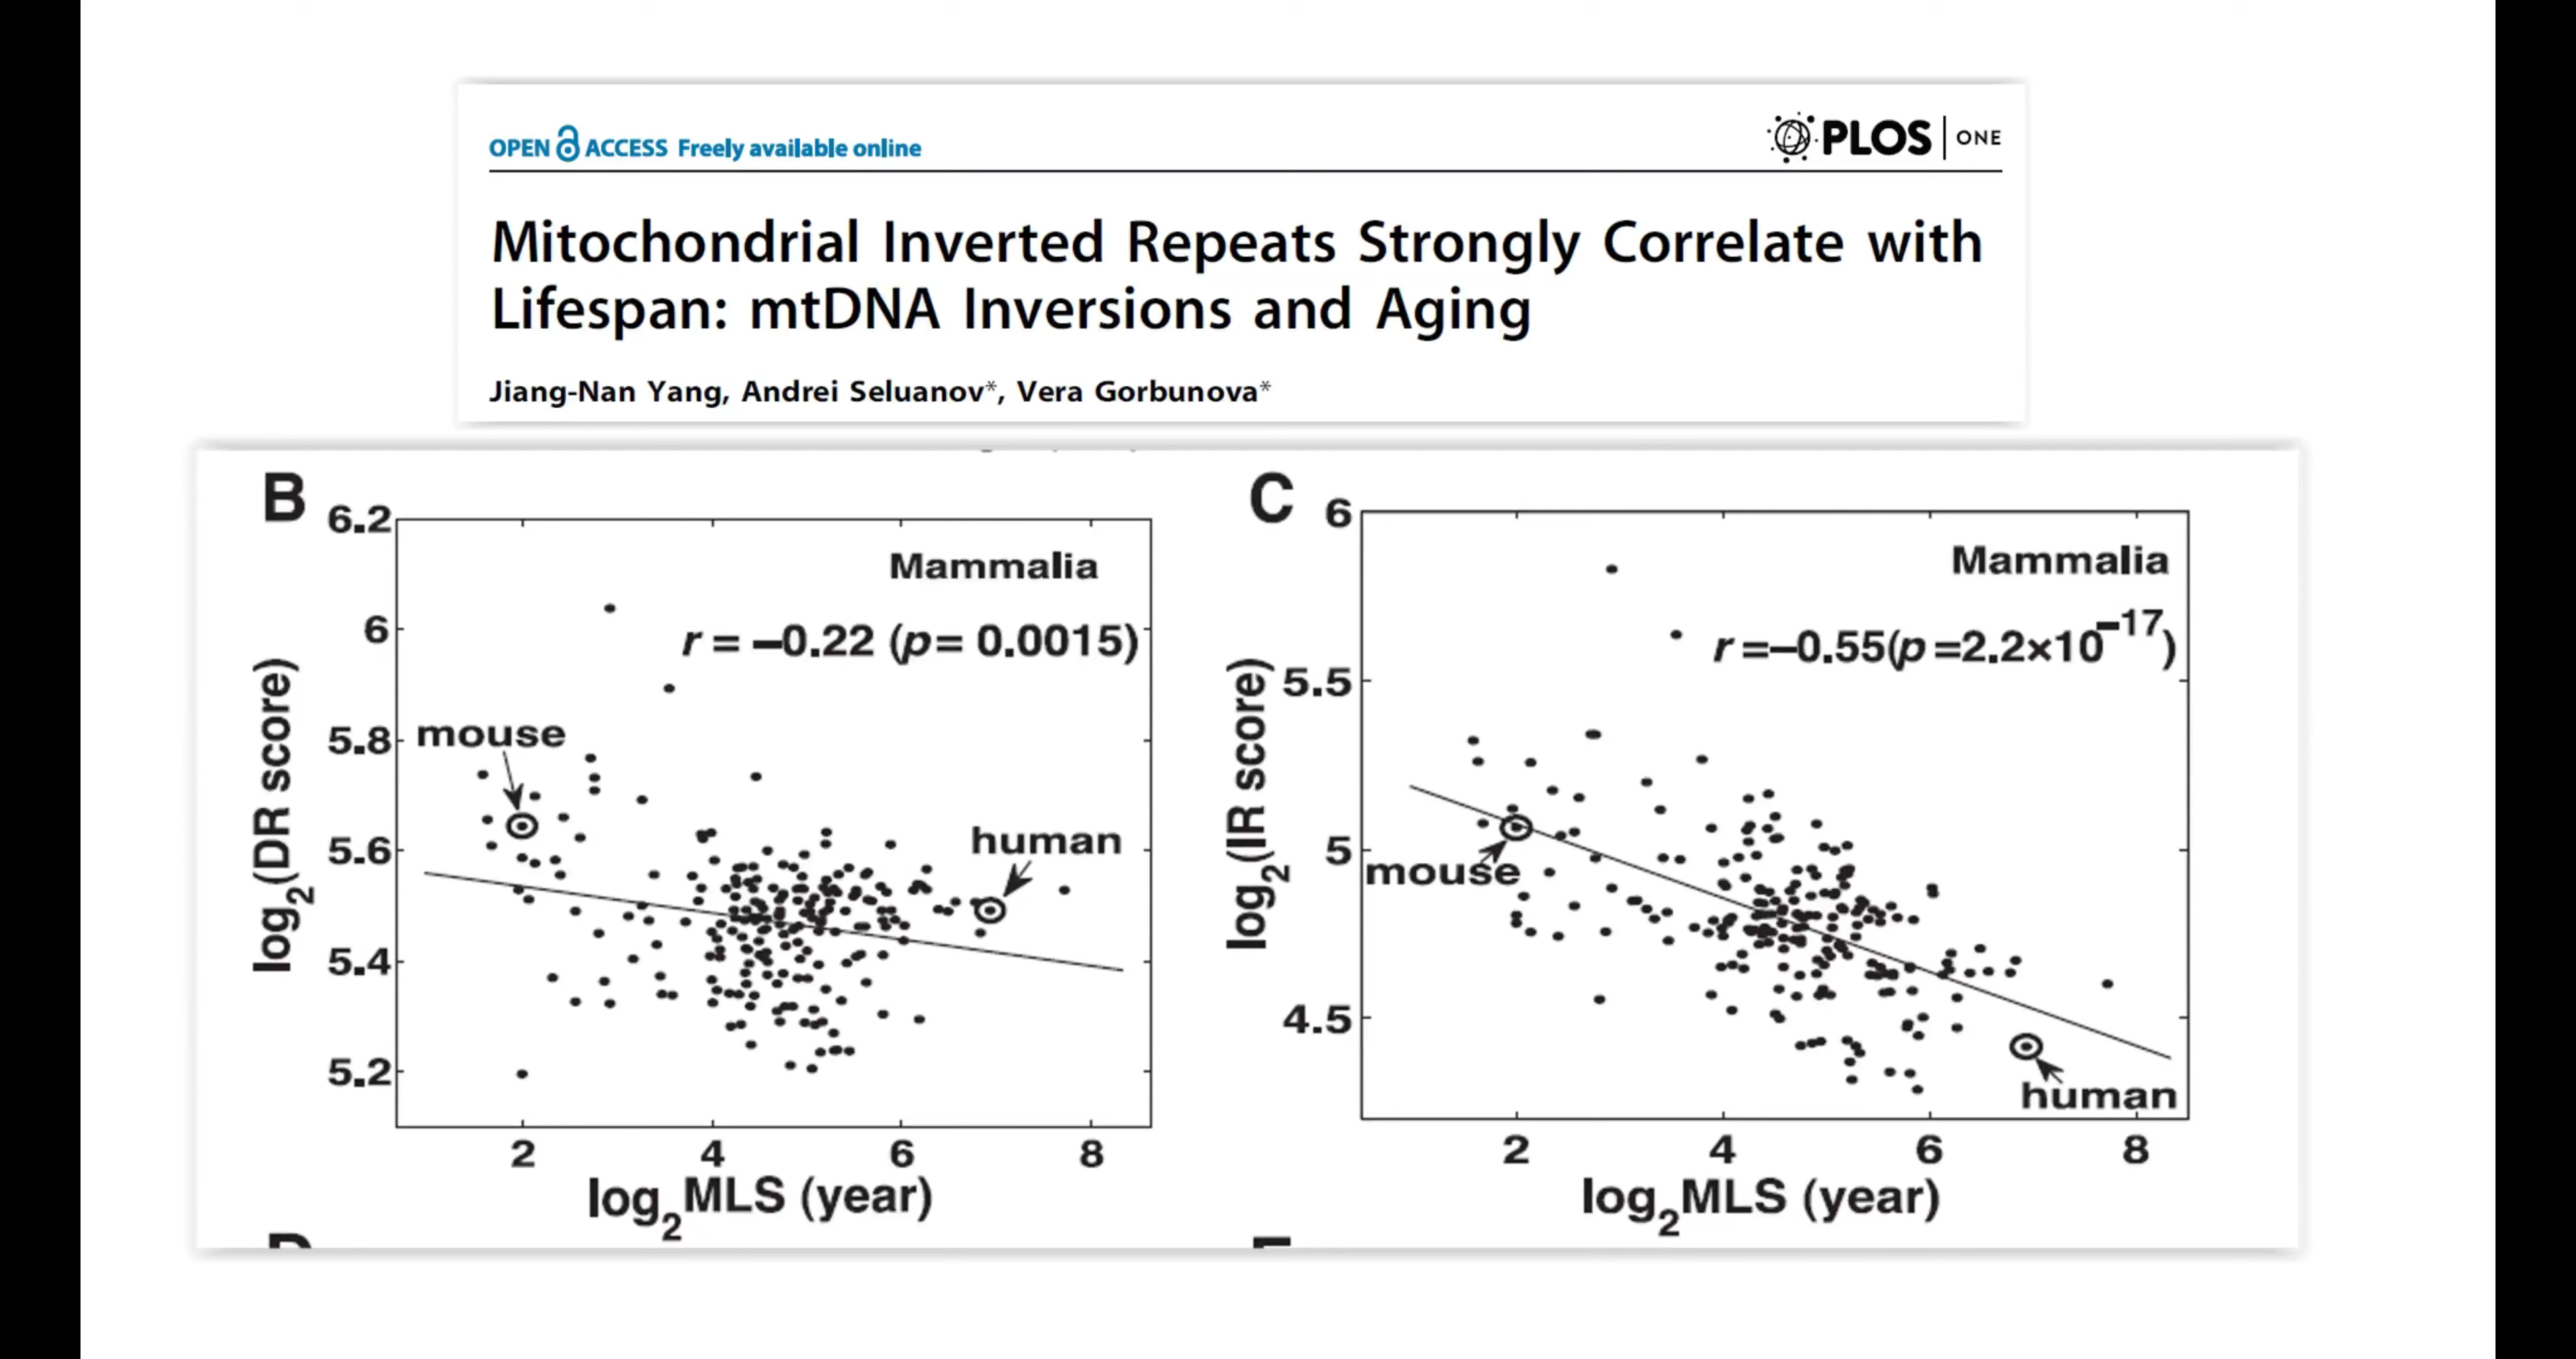 OPEN ACCESS Freely available online
PLOS | ONE
Mitochondrial Inverted Repeats Strongly Correlate with
Lifespan: mtDNA Inversions and Aging
Jiang-Nan Yang, Andrei Seluanov*, Vera Gorbunova*
B
6.2
6
5.8
5.6
5.4
5.2
log2(DR score)
Mammalia
r = –0.22 (p= 0.0015)
mouse
human
2 4 6 8
log2MLS (year)
C
6
5.5
5
4.5
log2(IR score)
Mammalia
r =–0.55(p =2.2×10–17)
mouse
human
2 4 6 8
log2MLS (year)